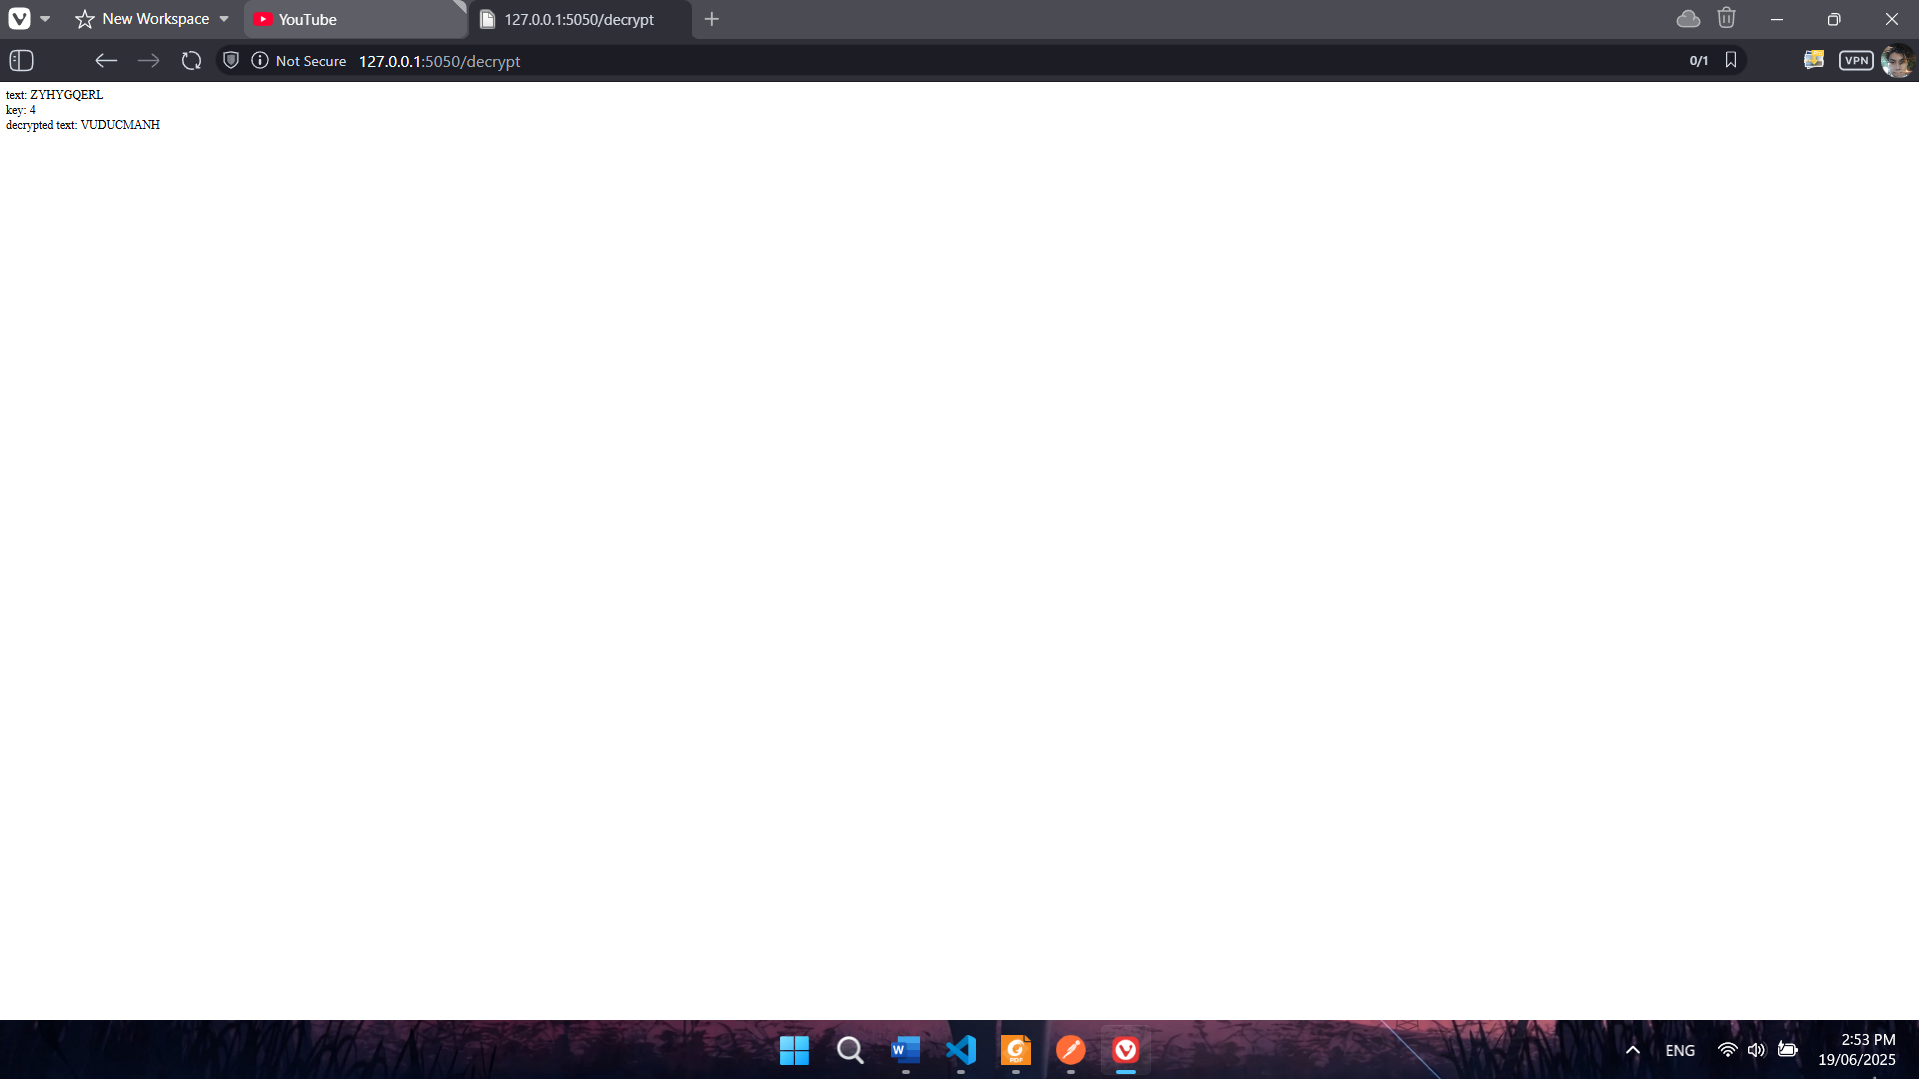 New Workspace
YouTube
127.0.0.1:5050/decrypt
Not Secure
127.0.0.1:5050/decrypt
0/1
VPN
text: ZYHYGQERL
key: 4
decrypted text: VUDUCMANH
W
PDF
ENG
2:53 PM
19/06/2025